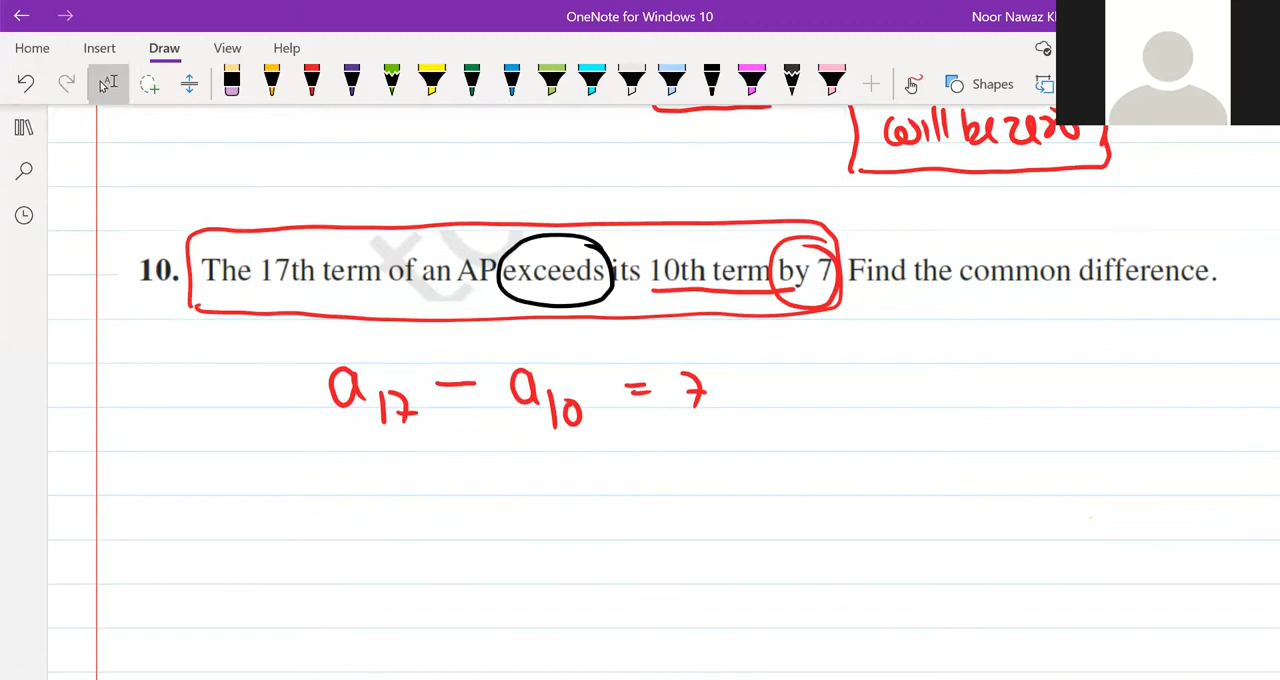 OneNote for Windows 10
Noor Nawaz K
Home Insert Draw View Help
Shapes
will be zero
10. The 17th term of an AP exceeds its 10th term by 7. Find the common difference.
a17 − a10 = 7